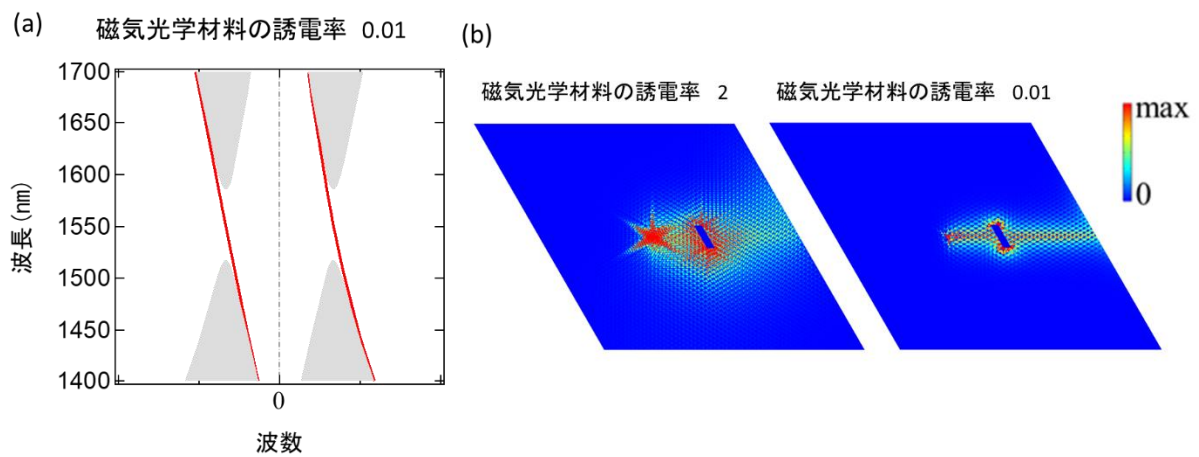 (a)
磁気光学材料の誘電率 0.01
1700
1650
1600
1550
1500
1450
1400
波長(nm)
0
波数
(b)
磁気光学材料の誘電率 2
磁気光学材料の誘電率 0.01
max
0